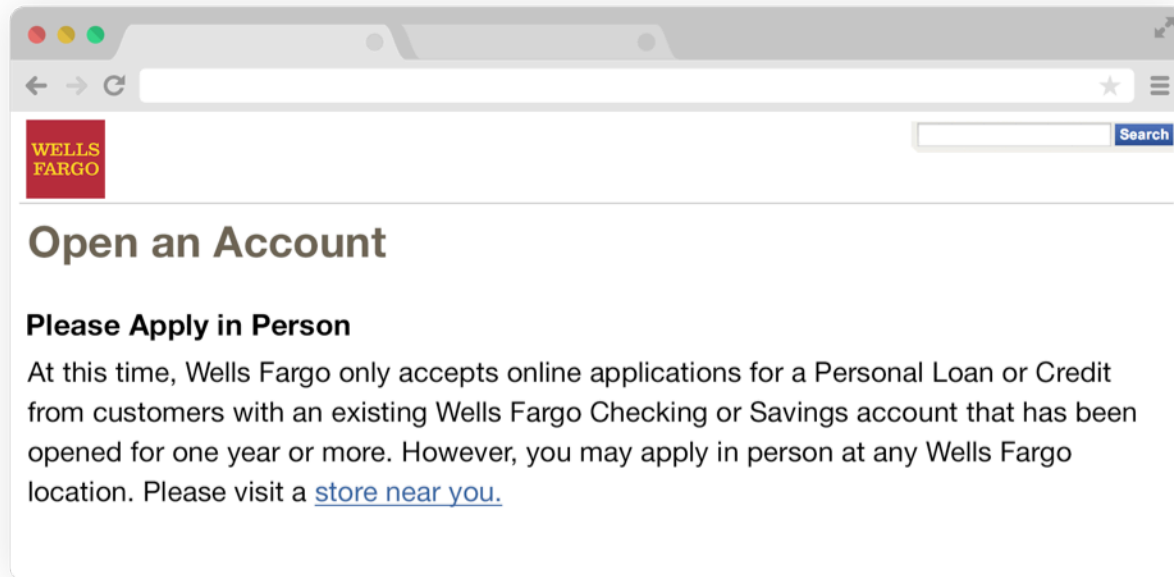 WELLS
FARGO
Search
Open an Account
Please Apply in Person
At this time, Wells Fargo only accepts online applications for a Personal Loan or Credit
from customers with an existing Wells Fargo Checking or Savings account that has been
opened for one year or more. However, you may apply in person at any Wells Fargo
location. Please visit a store near you.